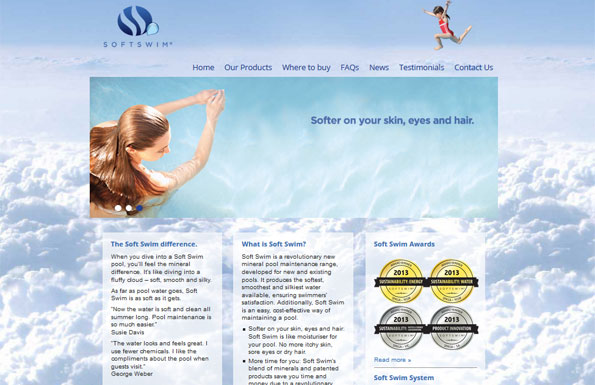 SOFTSWIM®
Home Our Products Where to buy FAQs News Testimonials Contact Us
Softer on your skin, eyes and hair.
The Soft Swim difference.
When you dive into a Soft Swim
pool, you'll feel the mineral
difference. It's like diving into a
fluffy cloud – soft, smooth and silky.
As far as pool water goes, Soft
Swim is as soft as it gets.
"Now the water is soft and clean all
summer long. Pool maintenance is
so much easier."
Susie Davis
"The water looks and feels great. I
use fewer chemicals. I like the
compliments about the pool when
guests visit."
George Weber
What is Soft Swim?
Soft Swim is a revolutionary new
mineral pool maintenance range,
developed for new and existing
pools. It produces the softest,
smoothest and silkiest water
available, ensuring swimmers'
satisfaction. Additionally, Soft Swim
is an easy, cost-effective way of
maintaining a pool.
Softer on your skin, eyes and hair:
Soft Swim is like moisturiser for
your pool. No more itchy skin,
sore eyes or dry hair.
More time for you: Soft Swim's
blend of minerals and patented
products save you time and
money due to a revolutionary
Soft Swim Awards
2013 2013
SUSTAINABILITY: ENERGY SUSTAINABILITY: WATER
SOFTSWIM SOFTSWIM
2013 2013
SUSTAINABILITY PRODUCT INNOVATION
SOFTSWIM SOFTSWIM
Read more »
Soft Swim System